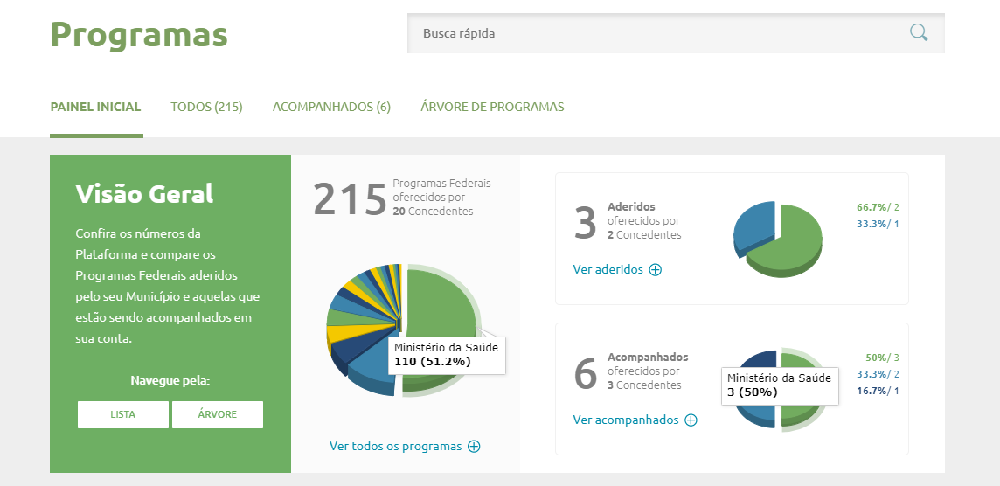 Programas
Busca rápida
PAINEL INICIAL
TODOS (215)
ACOMPANHADOS (6)
ÁRVORE DE PROGRAMAS
Visão Geral
Confira os números da
Plataforma e compare os
Programas Federais aderidos
pelo seu Município e aquelas que
estão sendo acompanhados em
sua conta.
Navegue pela:
LISTA
ÁRVORE
215
Programas Federais
oferecidos por
20 Concedentes
Ministério da Saúde
110 (51.2%)
Ver todos os programas
3
Aderidos
oferecidos por
2 Concedentes
66.7%/ 2
33.3%/ 1
Ver aderidos
6
Acompanhados
oferecidos por
3 Concedentes
Ministério da Saúde
3 (50%)
50%/ 3
33.3%/ 2
16.7%/ 1
Ver acompanhados